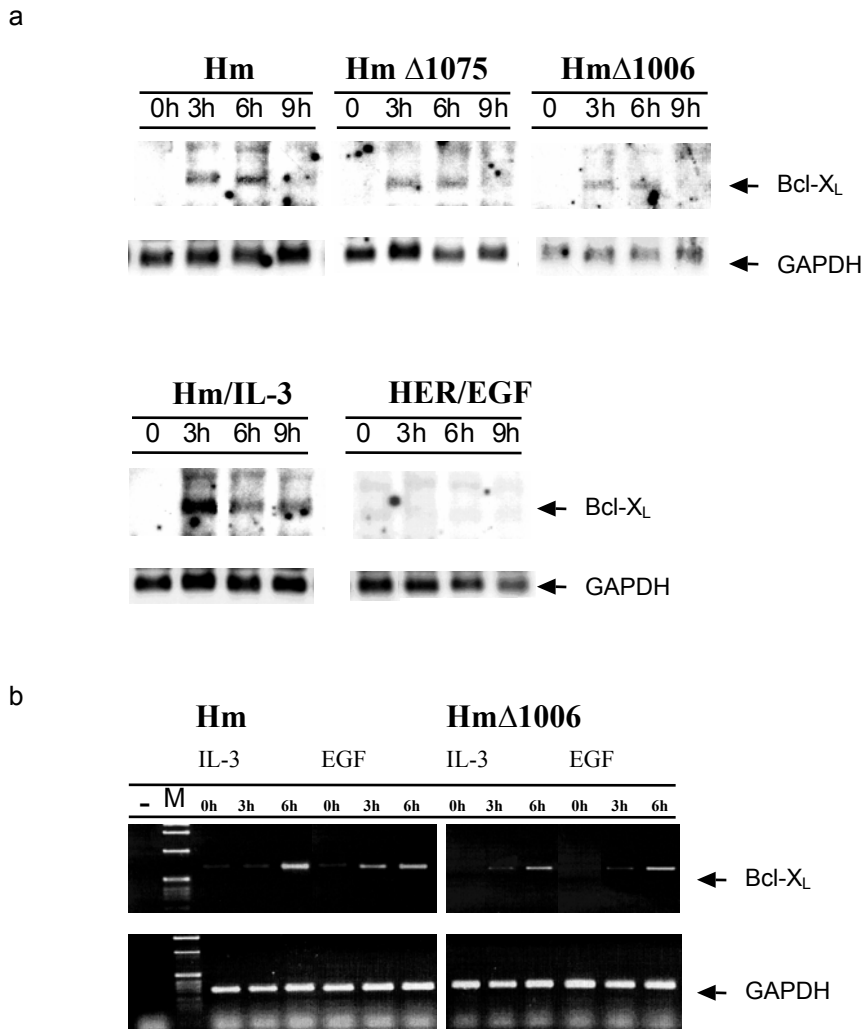 a
Hm Hm Δ1075 HmΔ1006
0h 3h 6h 9h 0 3h 6h 9h 0 3h 6h 9h
Bcl-XL
GAPDH
Hm/IL-3 HER/EGF
0 3h 6h 9h 0 3h 6h 9h
Bcl-XL
GAPDH
b
Hm HmΔ1006
IL-3 EGF IL-3 EGF
- M 0h 3h 6h 0h 3h 6h 0h 3h 6h 0h 3h 6h
Bcl-XL
GAPDH